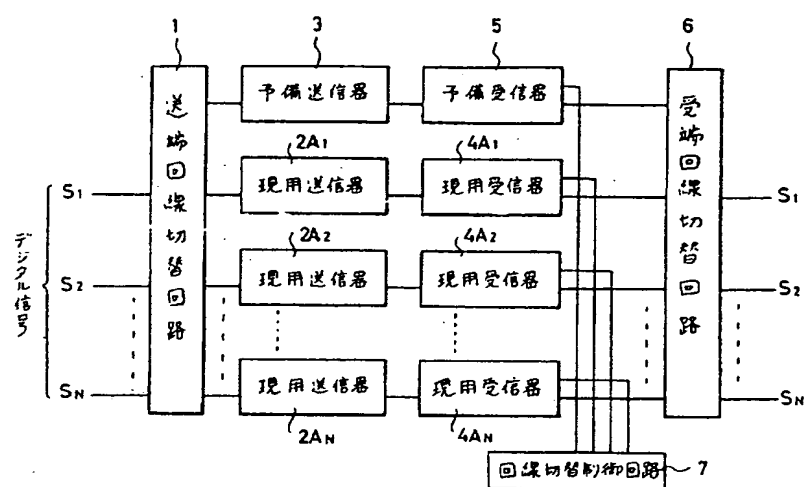 1
3
5
6
送端回線切替回路
予備送信器
予備受信器
受端回線切替回路
2A1
4A1
現用送信器
現用受信器
S1
S1
デジタル信号
2A2
4A2
現用送信器
現用受信器
S2
S2
現用送信器
現用受信器
SN
SN
2AN
4AN
回線切替制御回路
7